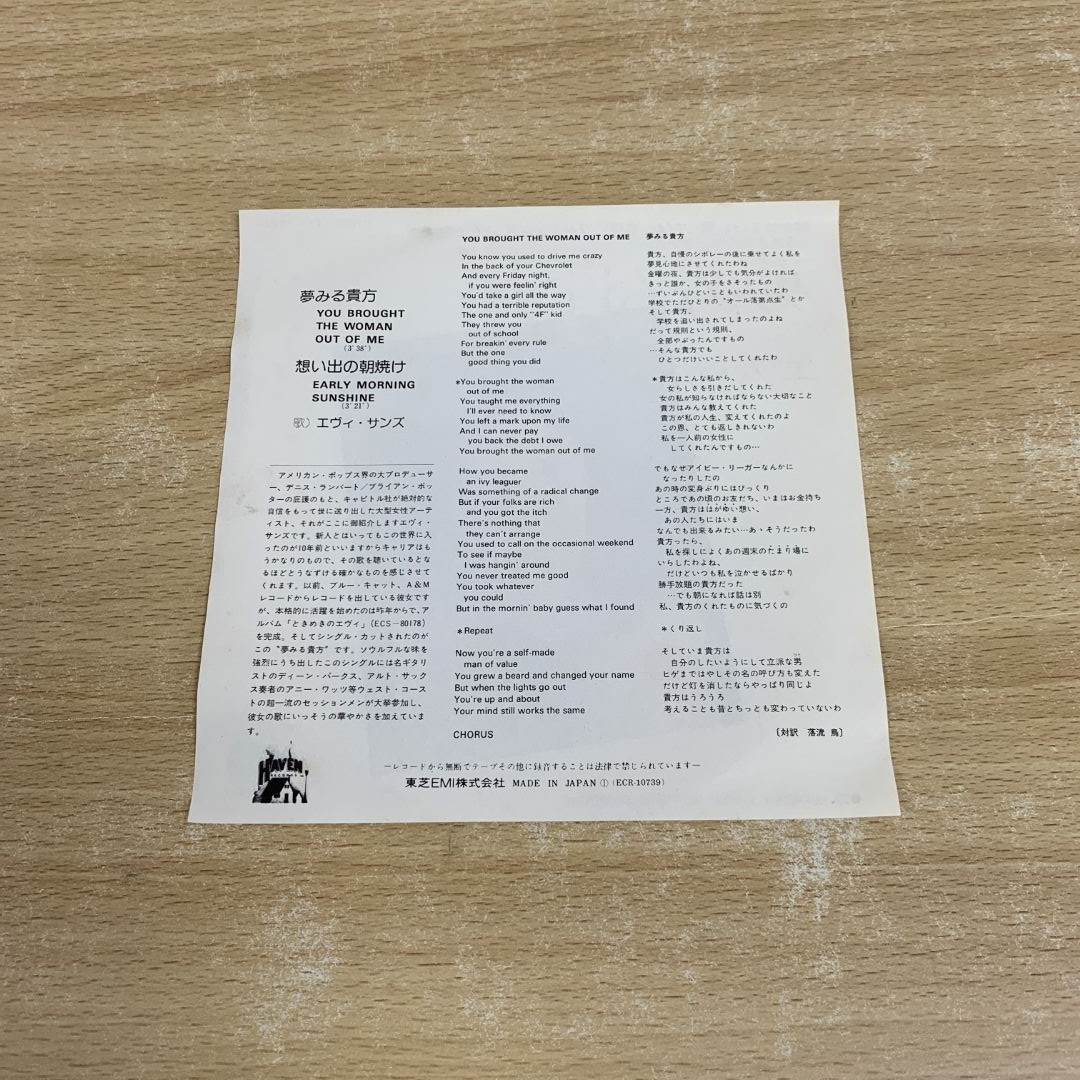 夢みる貴方
YOU BROUGHT
THE WOMAN
OUT OF ME
(3'38")
想い出の朝焼け
EARLY MORNING
SUNSHINE
(3'21")
歌) エヴィ・サンズ
アメリカン・ポップス界の大プロデューサ
ー、デニス・ランバート/ブライアン・ポッ
ターの庇護のもと、キャピトル社が絶対的な
自信をもって世に送り出した大型女性アーテ
ィスト、それがここに御紹介しますエヴィ・
サンズです。新人とはいってもこの世界に入
ったのが10年前といいますからキャリアはも
うかなりのもので、その歌を聴いているとな
るほどとうなずける確かなものを感じさせて
くれます。以前、ブルー・キャット、A&M
レコードからレコードを出している彼女です
が、本格的に活躍を始めたのは昨年からで、ア
ルバム「ときめきのエヴィ」(ECS-80178)
を完成。そしてシングル・カットされたのが
この"夢みる貴方"です。ソウルフルな味を
強烈にうち出したこのシングルには名ギタリ
ストのディーン・パークス、アルト・サック
ス奏者のアニー・ワッツ等ウェスト・コース
トの超一流のセッションメンが大挙参加し、
彼女の歌にいっそうの華やかさを加えていま
す。
HAVEN
RECORDS
YOU BROUGHT THE WOMAN OUT OF ME
You know you used to drive me crazy
In the back of your Chevrolet
And every Friday night,
if you were feelin' right
You'd take a girl all the way
You had a terrible reputation
The one and only "4F" kid
They threw you
out of school
For breakin' every rule
But the one
good thing you did
*You brought the woman
out of me
You taught me everything
I'll ever need to know
You left a mark upon my life
And I can never pay
you back the debt I owe
You brought the woman out of me
How you became
an ivy leaguer
Was something of a radical change
But if your folks are rich
and you got the itch
There's nothing that
they can't arrange
You used to call on the occasional weekend
To see if maybe
I was hangin' around
You never treated me good
You took whatever
you could
But in the mornin' baby guess what I found
*Repeat
Now you're a self-made
man of value
You grew a beard and changed your name
But when the lights go out
You're up and about
Your mind still works the same
CHORUS
夢みる貴方
貴方、自慢のシボレーの後に乗せてよく私を
夢見心地にさせてくれたわね
金曜の夜、貴方は少しでも気分がよければ
きっと誰か、女の子をさそったもの
…ずいぶんひどいこともいわれていたわ
学校でただひとりの"オール落第点生"とか
そして貴方、
学校を追い出されてしまったのよね
だって規則という規則、
全部やぶったんですもの
…そんな貴方でも
ひとつだけいいことしてくれたわ
*貴方はこんな私から、
女らしさを引きだしてくれた
女の私が知らなければならない大切なこと
貴方はみんな教えてくれた
貴方が私の人生、変えてくれたのよ
この恩、とても返しきれないわ
私を一人前の女性に
してくれたんですもの…
でもなぜアイビー・リーガーなんかに
なったりしたの
あの時の変身ぶりにはびっくり
ところであの頃のお友だち、いまはお金持ち
一方、貴方ははがゆい想い、
あの人たちにはいま
なんでも出来るみたい…あ・そうだったわ
貴方ったら、
私を探しによくあの週末のたまり場に
いらしたわよね、
だけどいつも私を泣かせるばかり
勝手放題の貴方だった
…でも朝になれば話は別
私、貴方のくれたものに気づくの
*くり返し
そしていま貴方は
自分のしたいようにして立派な男
ヒゲまではやしその名の呼び方も変えた
だけど灯を消したならやっぱり同じよ
貴方はうろうろ
考えることも昔とちっとも変わっていないわ
〔対訳 落流 鳥〕
—レコードから無断でテープその他に録音することは法律で禁じられています—
東芝EMI株式会社 MADE IN JAPAN ① (ECR-10739)